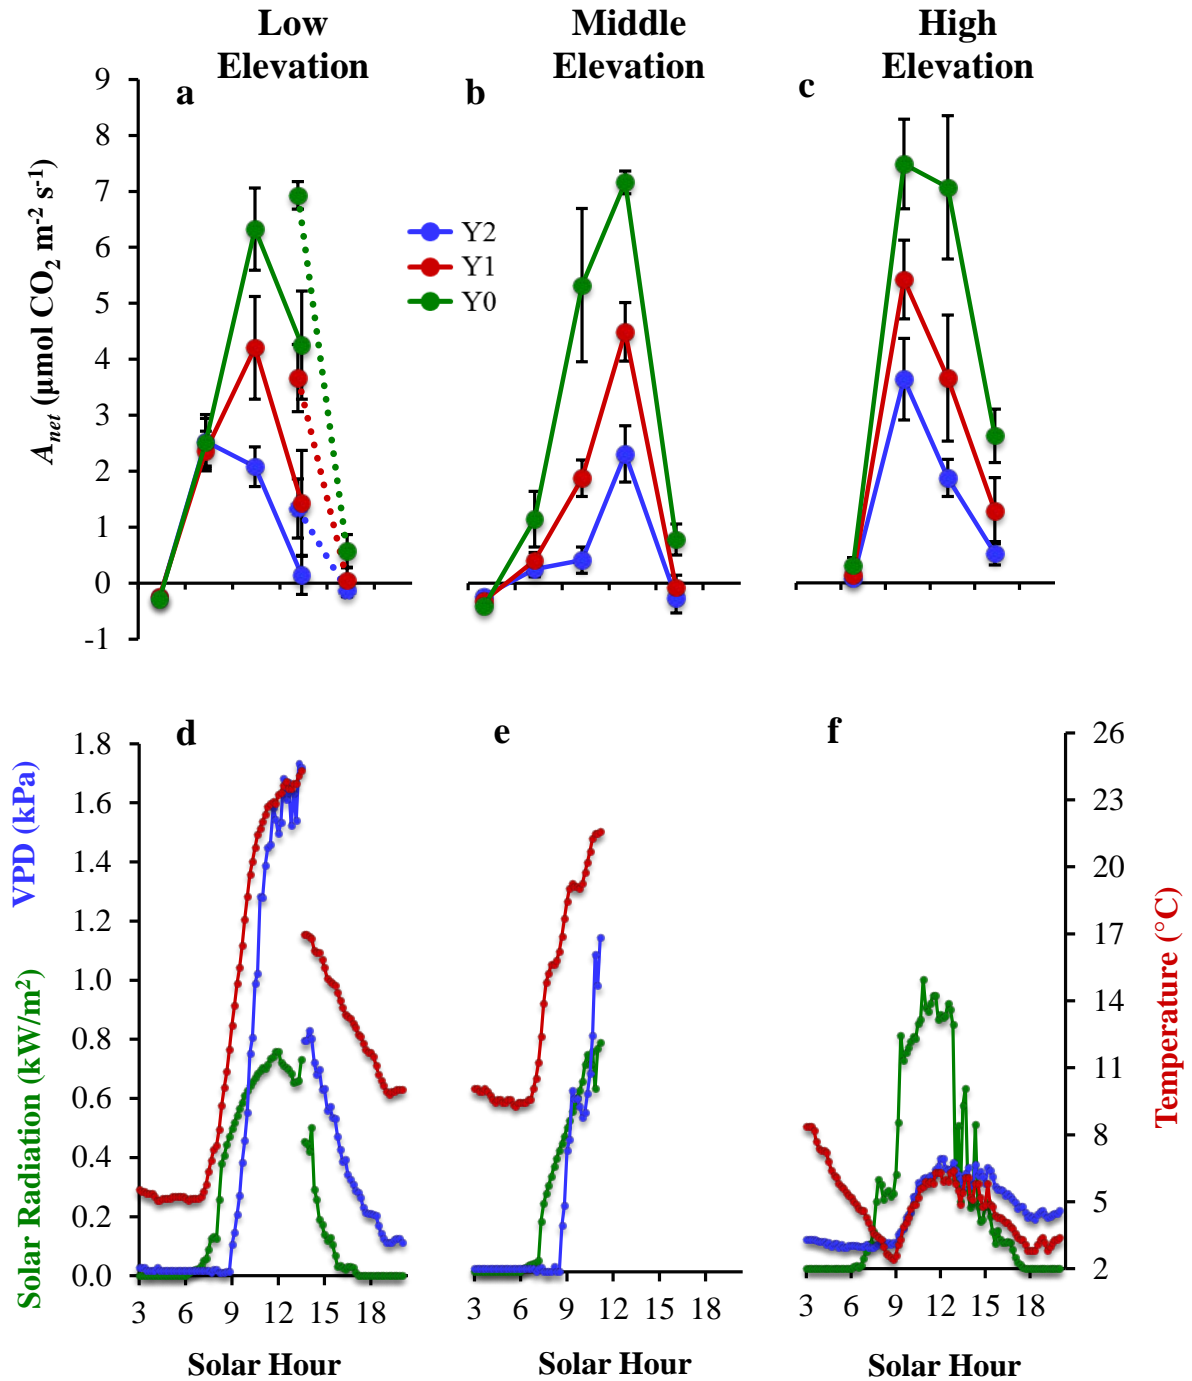 Low
Elevation
Middle
Elevation
High
Elevation
a
b
c
9
8
7
6
5
4
3
2
1
0
-1
Anet (µmol CO2 m-2 s-1)
Y2
Y1
Y0
d
e
f
1.8
1.6
1.4
1.2
1.0
0.8
0.6
0.4
0.2
0.0
Solar Radiation (kW/m2)
VPD (kPa)
26
23
20
17
14
11
8
5
2
Temperature (°C)
3 6 9 12 15 18
3 6 9 12 15 18
3 6 9 12 15 18
Solar Hour
Solar Hour
Solar Hour